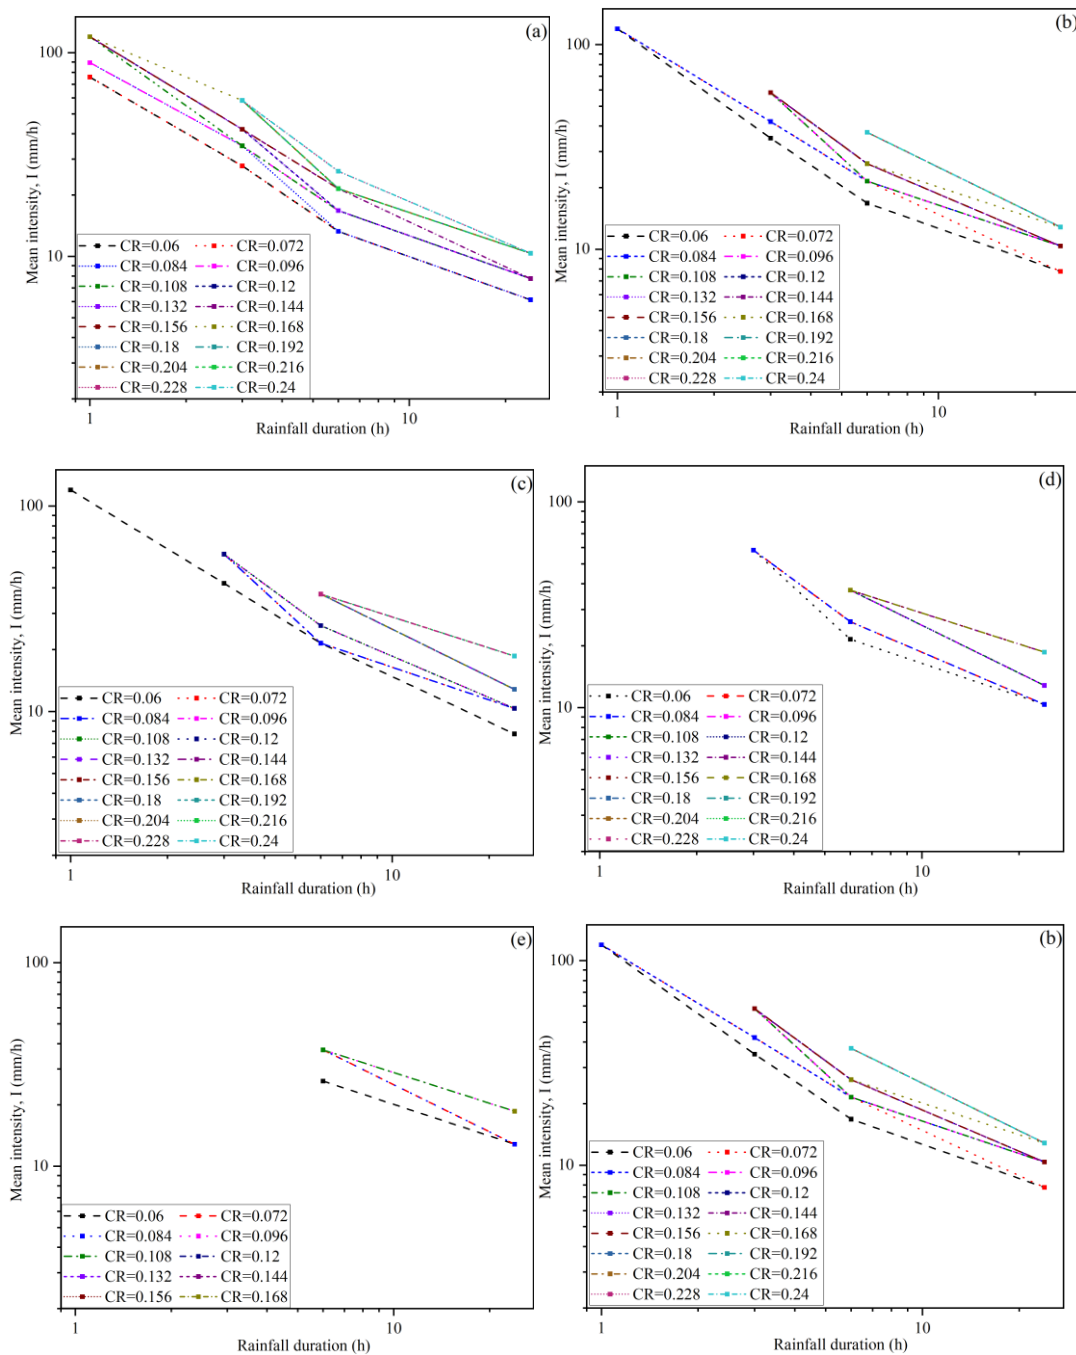 (a)
Mean intensity, I (mm/h)
100
10
CR=0.06 CR=0.072
CR=0.084 CR=0.096
CR=0.108 CR=0.12
CR=0.132 CR=0.144
CR=0.156 CR=0.168
CR=0.18 CR=0.192
CR=0.204 CR=0.216
CR=0.228 CR=0.24
1 10
Rainfall duration (h)
(b)
Mean intensity, I (mm/h)
100
10
CR=0.06 CR=0.072
CR=0.084 CR=0.096
CR=0.108 CR=0.12
CR=0.132 CR=0.144
CR=0.156 CR=0.168
CR=0.18 CR=0.192
CR=0.204 CR=0.216
CR=0.228 CR=0.24
1 10
Rainfall duration (h)
(c)
Mean intensity, I (mm/h)
100
10
CR=0.06 CR=0.072
CR=0.084 CR=0.096
CR=0.108 CR=0.12
CR=0.132 CR=0.144
CR=0.156 CR=0.168
CR=0.18 CR=0.192
CR=0.204 CR=0.216
CR=0.228 CR=0.24
1 10
Rainfall duration (h)
(d)
Mean intensity, I (mm/h)
100
10
CR=0.06 CR=0.072
CR=0.084 CR=0.096
CR=0.108 CR=0.12
CR=0.132 CR=0.144
CR=0.156 CR=0.168
CR=0.18 CR=0.192
CR=0.204 CR=0.216
CR=0.228 CR=0.24
1 10
Rainfall duration (h)
(e)
Mean intensity, I (mm/h)
100
10
CR=0.06 CR=0.072
CR=0.084 CR=0.096
CR=0.108 CR=0.12
CR=0.132 CR=0.144
CR=0.156 CR=0.168
1 10
Rainfall duration (h)
(b)
Mean intensity, I (mm/h)
100
10
CR=0.06 CR=0.072
CR=0.084 CR=0.096
CR=0.108 CR=0.12
CR=0.132 CR=0.144
CR=0.156 CR=0.168
CR=0.18 CR=0.192
CR=0.204 CR=0.216
CR=0.228 CR=0.24
1 10
Rainfall duration (h)